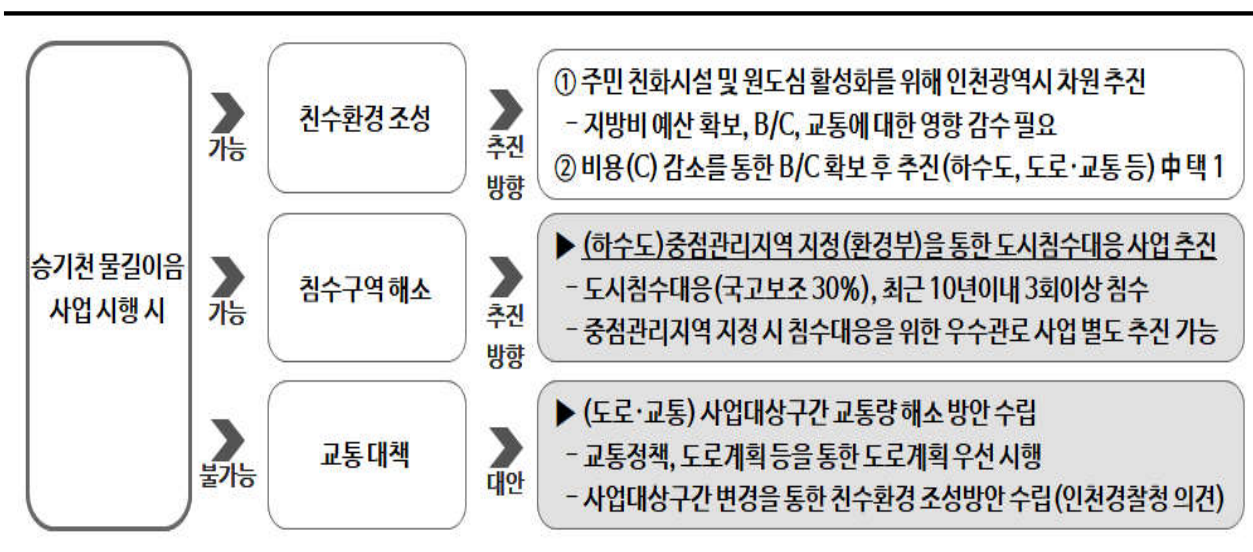 승기천 물길이음
사업 시행 시
가능
친수환경 조성
추진
방향
① 주민 친화시설 및 원도심 활성화를 위해 인천광역시 차원 추진
- 지방비 예산 확보, B/C, 교통에 대한 영향 감수 필요
② 비용(C) 감소를 통한 B/C 확보 후 추진(하수도, 도로·교통 등) 中 택 1
가능
침수구역 해소
추진
방향
▶ (하수도)중점관리지역 지정(환경부)을 통한 도시침수대응 사업 추진
- 도시침수대응(국고보조 30%), 최근 10년이내 3회이상 침수
- 중점관리지역 지정 시 침수대응을 위한 우수관로 사업 별도 추진 가능
불가능
교통 대책
대안
▶ (도로·교통) 사업대상구간 교통량 해소 방안 수립
- 교통정책, 도로계획 등을 통한 도로계획 우선 시행
- 사업대상구간 변경을 통한 친수환경 조성방안 수립(인천경찰청 의견)